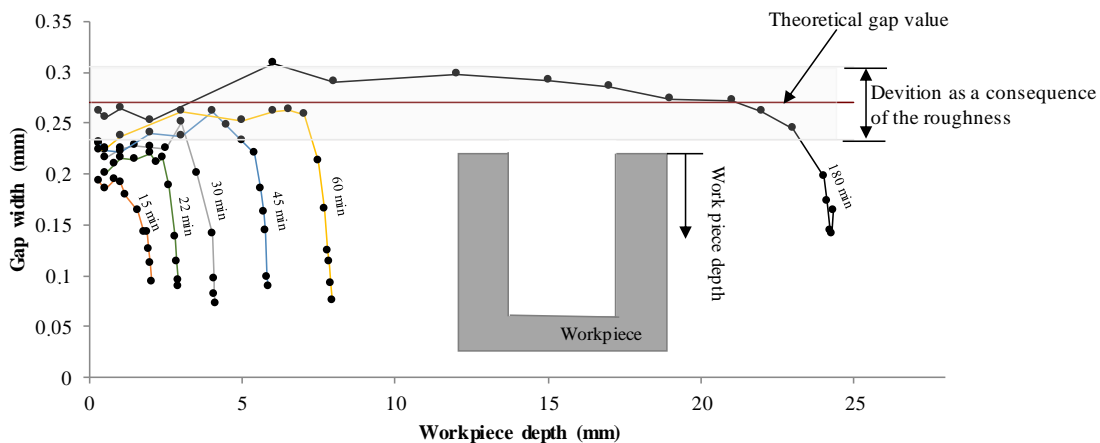 0.35
Theoretical gap value
0.3
Devition as a consequence
of the roughness
0.25
0.2
0.15
0.1
0.05
0
Gap width (mm)
15 min
22 min
30 min
45 min
60 min
180 min
Work piece depth
Workpiece
0 5 10 15 20 25
Workpiece depth (mm)